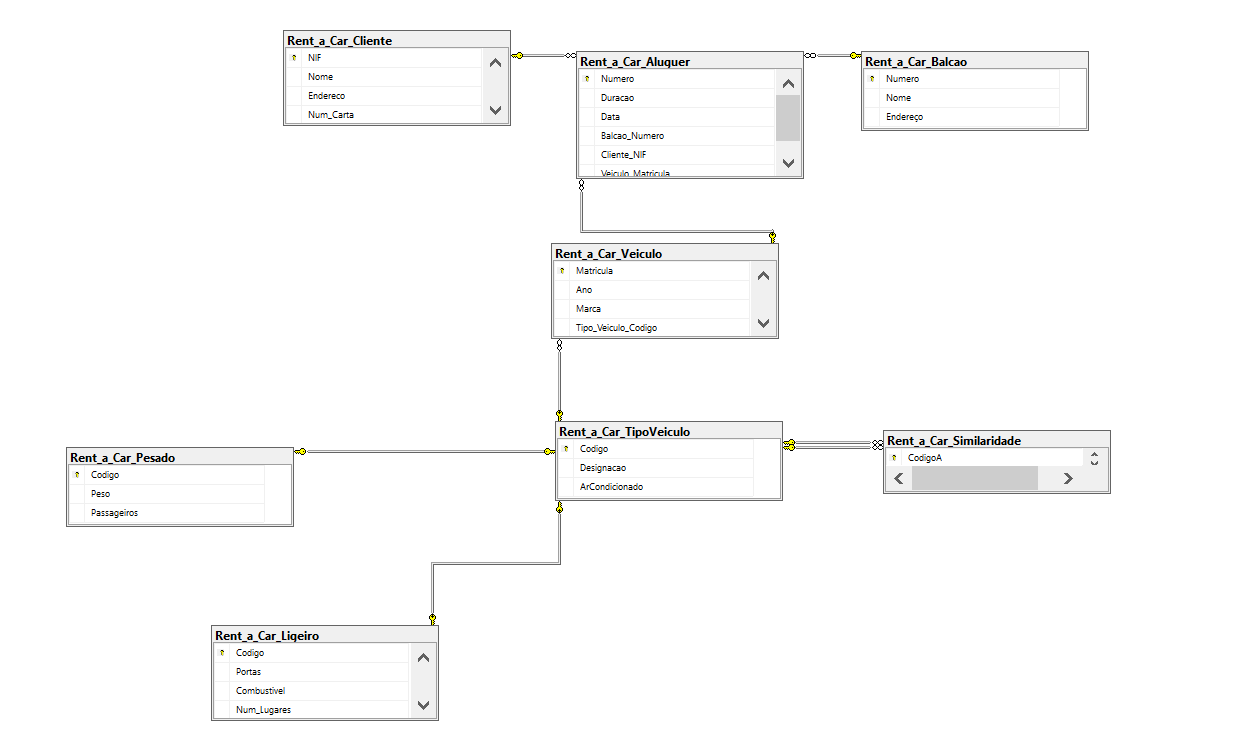 Rent_a_Car_Cliente
NIF
Nome
Endereco
Num_Carta
Rent_a_Car_Aluguer
Numero
Duracao
Data
Balcao_Numero
Cliente_NIF
Veiculo_Matricula
Rent_a_Car_Balcao
Numero
Nome
Endereço
Rent_a_Car_Veiculo
Matricula
Ano
Marca
Tipo_Veiculo_Codigo
Rent_a_Car_TipoVeiculo
Codigo
Designacao
ArCondicionado
Rent_a_Car_Similaridade
CodigoA
Rent_a_Car_Pesado
Codigo
Peso
Passageiros
Rent_a_Car_Ligeiro
Codigo
Portas
Combustivel
Num_Lugares